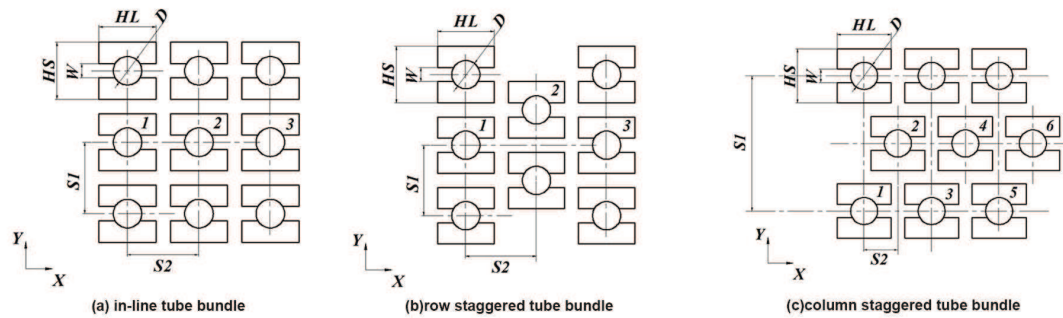 HL
D
HS
W
1
2
3
S1
S2
Y
X
(a) in-line tube bundle
HL
D
HS
W
2
1
3
S1
S2
Y
X
(b)row staggered tube bundle
HL
D
HS
W
S1
2
4
6
1
3
5
S2
Y
X
(c)column staggered tube bundle